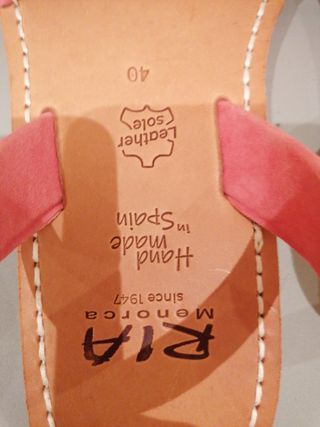 RIA
Menorca
since 1947
Hand
made
in Spain
Leather
sole
40